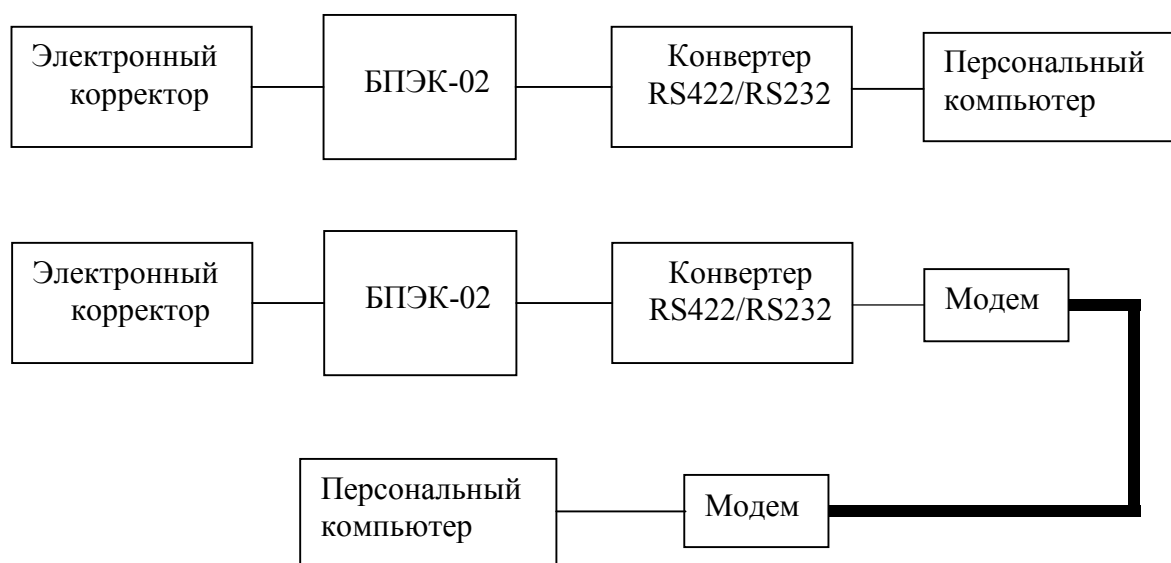 Электронный
корректор
БПЭК-02
Конвертер
RS422/RS232
Персональный
компьютер
Электронный
корректор
БПЭК-02
Конвертер
RS422/RS232
Модем
Персональный
компьютер
Модем